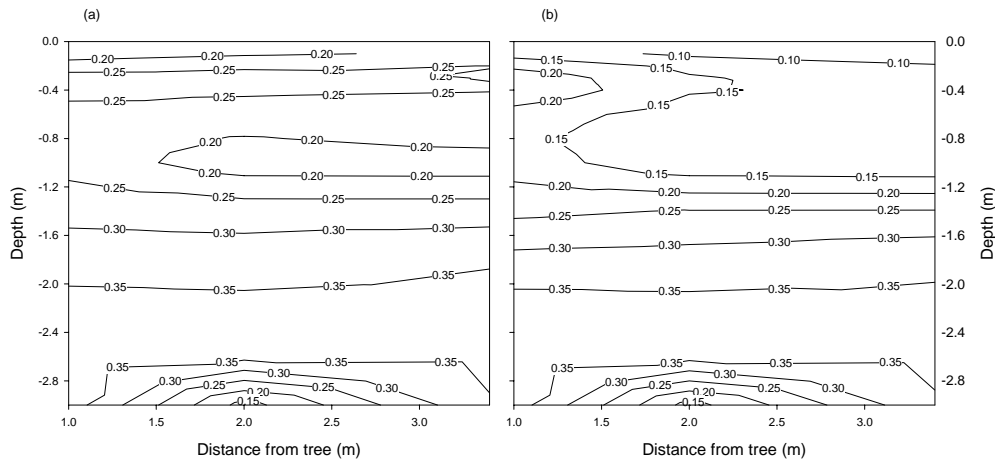 (a) (b)
0.0 0.0
0.20 0.20 0.20 0.15 0.10 0.10
0.25 0.25 0.25 0.25 0.20 0.15
0.25
-0.4 0.25 0.25 0.25 0.20 0.15 0.15 -0.4
-0.8 0.20 0.20 0.15 -0.8
0.20 0.20 0.20 0.15 0.15 0.15
-1.2 0.25 0.25 0.25 0.25 0.20 0.20 0.20 0.20 -1.2
0.25 0.25 0.25 0.25
-1.6 0.30 0.30 0.30 0.30 0.30 0.30 0.30 0.30 -1.6
-2.0 0.35 0.35 0.35 0.35 0.35 0.35 0.35 0.35 -2.0
-2.4 -2.4
0.35 0.35 0.35 0.35 0.35 0.35 0.35 0.35
-2.8 0.30 0.30 0.30 0.30 -2.8
0.25 0.25 0.25 0.25
0.20 0.20
0.15 0.15
1.0 1.5 2.0 2.5 3.0 1.0 1.5 2.0 2.5 3.0
Distance from tree (m) Distance from tree (m)
Depth (m)
Depth (m)